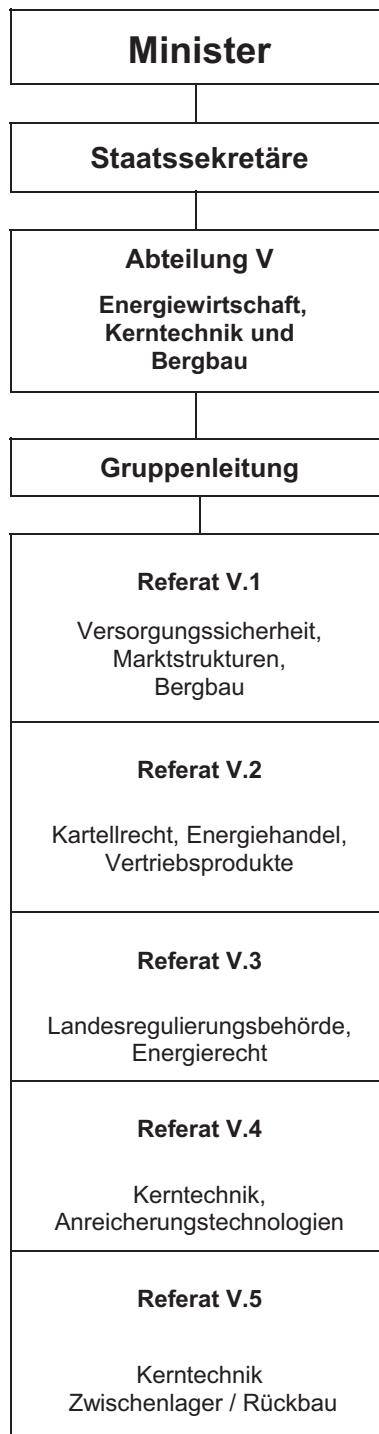 Minister
Staatssekretäre
Abteilung V
Energiewirtschaft,
Kerntechnik und
Bergbau
Gruppenleitung
Referat V.1
Versorgungssicherheit,
Marktstrukturen,
Bergbau
Referat V.2
Kartellrecht, Energiehandel,
Vertriebsprodukte
Referat V.3
Landesregulierungsbehörde,
Energierecht
Referat V.4
Kerntechnik,
Anreicherungstechnologien
Referat V.5
Kerntechnik
Zwischenlager / Rückbau